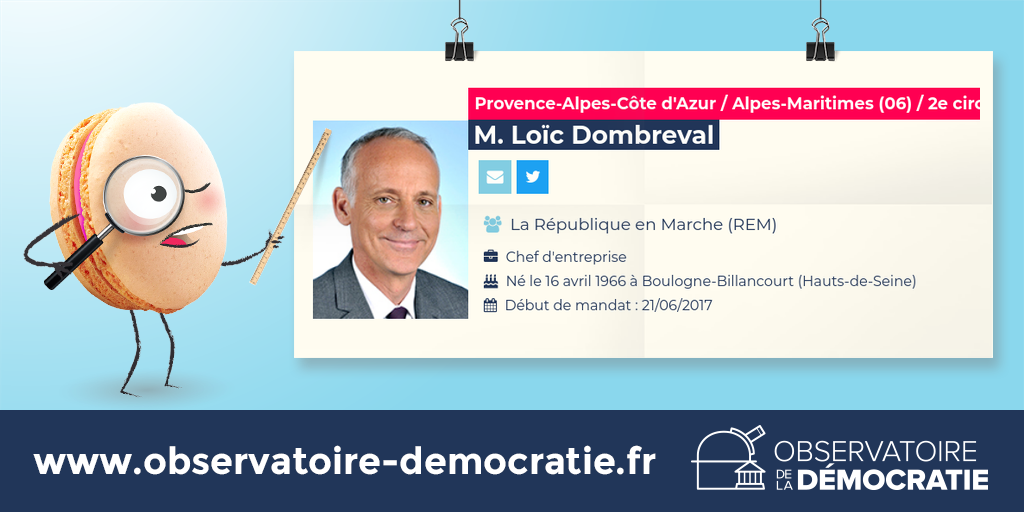 Provence-Alpes-Côte d'Azur / Alpes-Maritimes (06) / 2e circ
M. Loïc Dombreval
La République en Marche (REM)
Chef d'entreprise
Né le 16 avril 1966 à Boulogne-Billancourt (Hauts-de-Seine)
Début de mandat : 21/06/2017
www.observatoire-democratie.fr
OBSERVATOIRE
DE LA DÉMOCRATIE